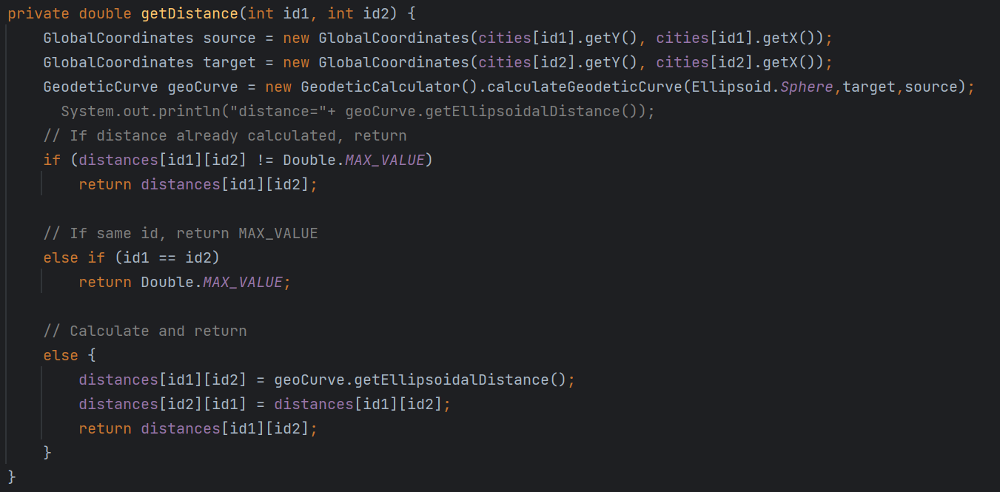 private double getDistance(int id1, int id2) {
    GlobalCoordinates source = new GlobalCoordinates(cities[id1].getY(), cities[id1].getX());
    GlobalCoordinates target = new GlobalCoordinates(cities[id2].getY(), cities[id2].getX());
    GeodeticCurve geoCurve = new GeodeticCalculator().calculateGeodeticCurve(Ellipsoid.Sphere,target,source);
      System.out.println("distance="+ geoCurve.getEllipsoidalDistance());
    // If distance already calculated, return
    if (distances[id1][id2] != Double.MAX_VALUE)
        return distances[id1][id2];

    // If same id, return MAX_VALUE
    else if (id1 == id2)
        return Double.MAX_VALUE;

    // Calculate and return
    else {
        distances[id1][id2] = geoCurve.getEllipsoidalDistance();
        distances[id2][id1] = distances[id1][id2];
        return distances[id1][id2];
    }
}